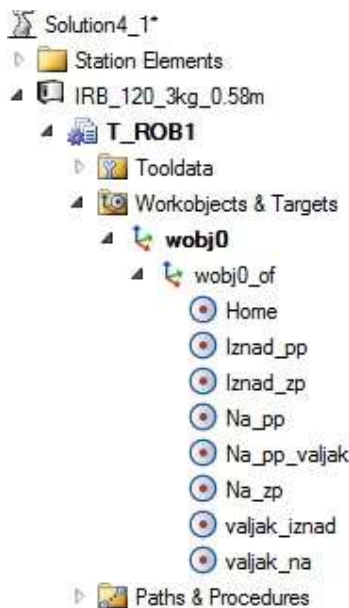 Solution4_1*
Station Elements
IRB_120_3kg_0.58m
T_ROB1
Tooldata
Workobjects & Targets
wobj0
wobj0_of
Home
Iznad_pp
Iznad_zp
Na_pp
Na_pp_valjak
Na_zp
valjak_iznad
valjak_na
Paths & Procedures